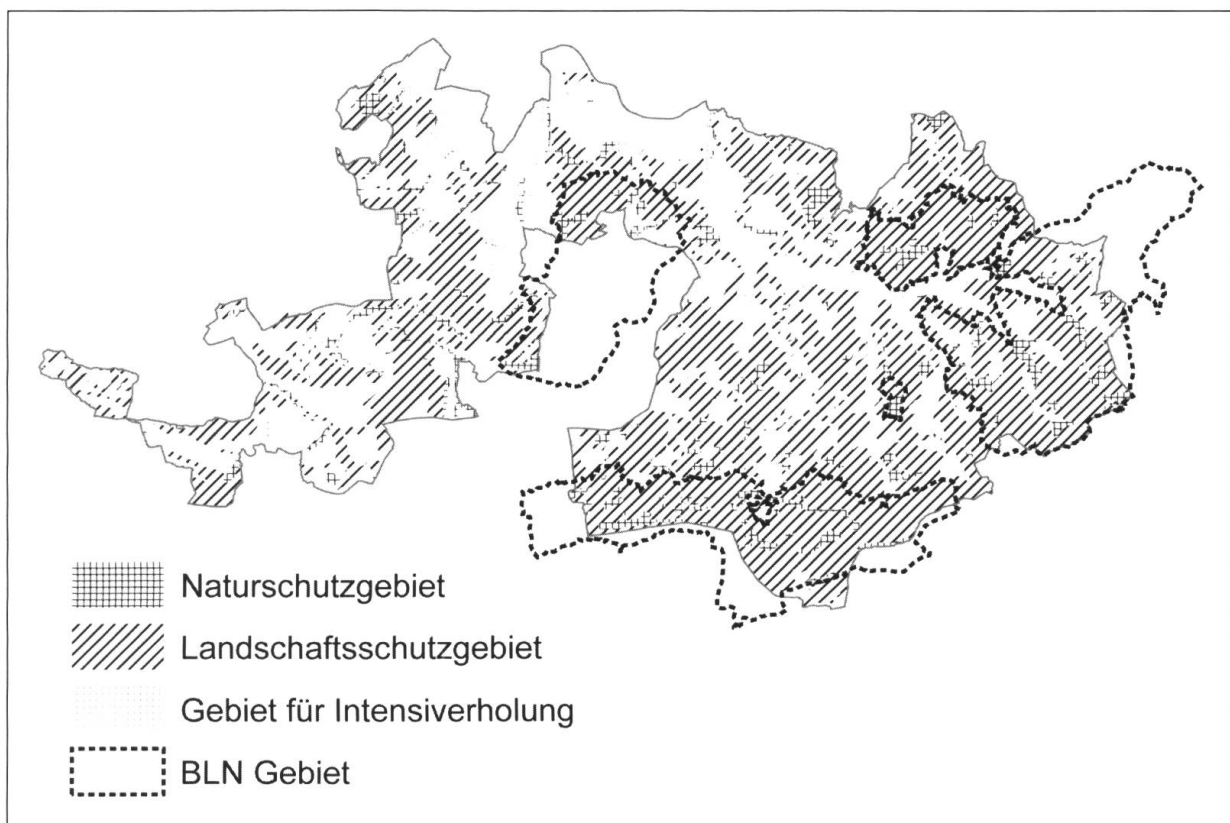 Naturschutzgebiet
Landschaftsschutzgebiet
Gebiet für Intensiverholung
BLN Gebiet